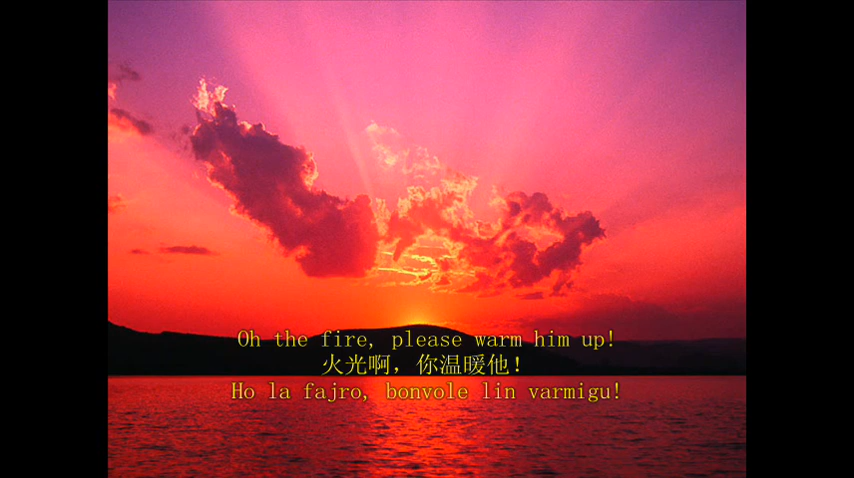 Oh the fire, please warm him up!
火光啊，你温暖他！
Ho la fajro, bonvole lin varmigu!